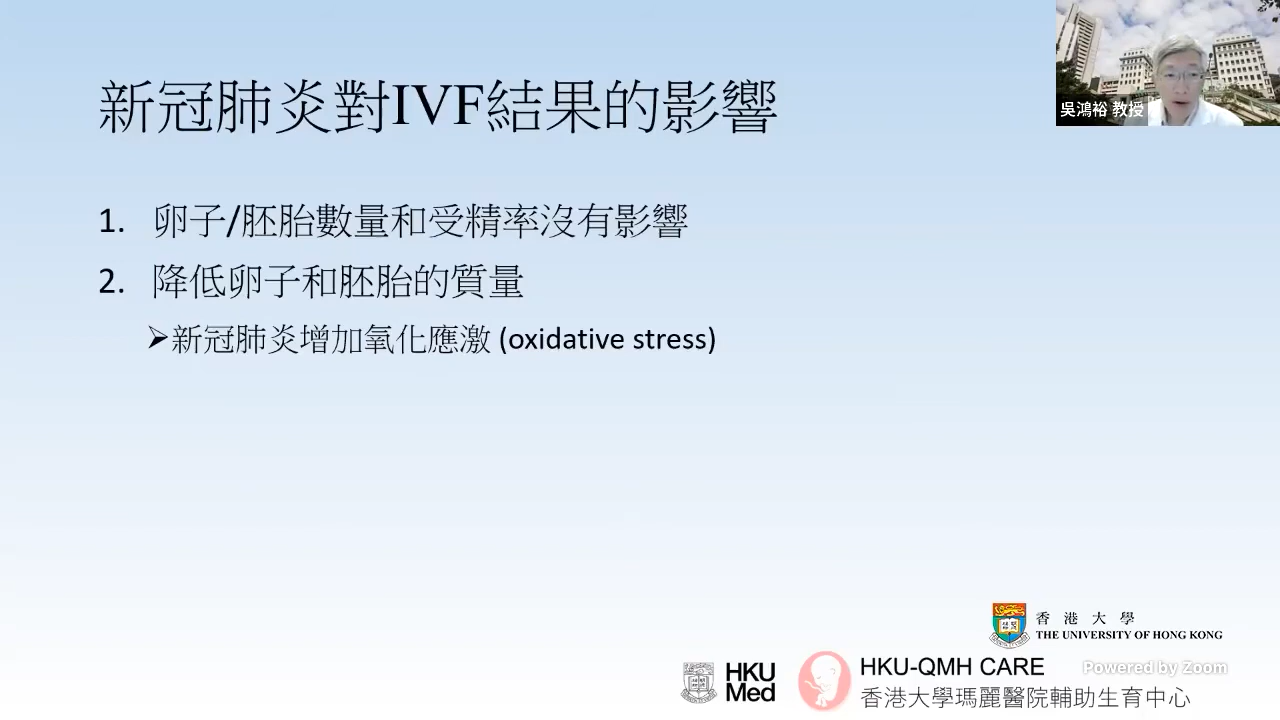 新冠肺炎對IVF結果的影響
吳鴻裕 教授
1. 卵子/胚胎數量和受精率沒有影響
2. 降低卵子和胚胎的質量
➢新冠肺炎增加氧化應激 (oxidative stress)
香港大學
THE UNIVERSITY OF HONG KONG
HKU
Med
HKU-QMH CARE
香港大學瑪麗醫院輔助生育中心
Powered by Zoom